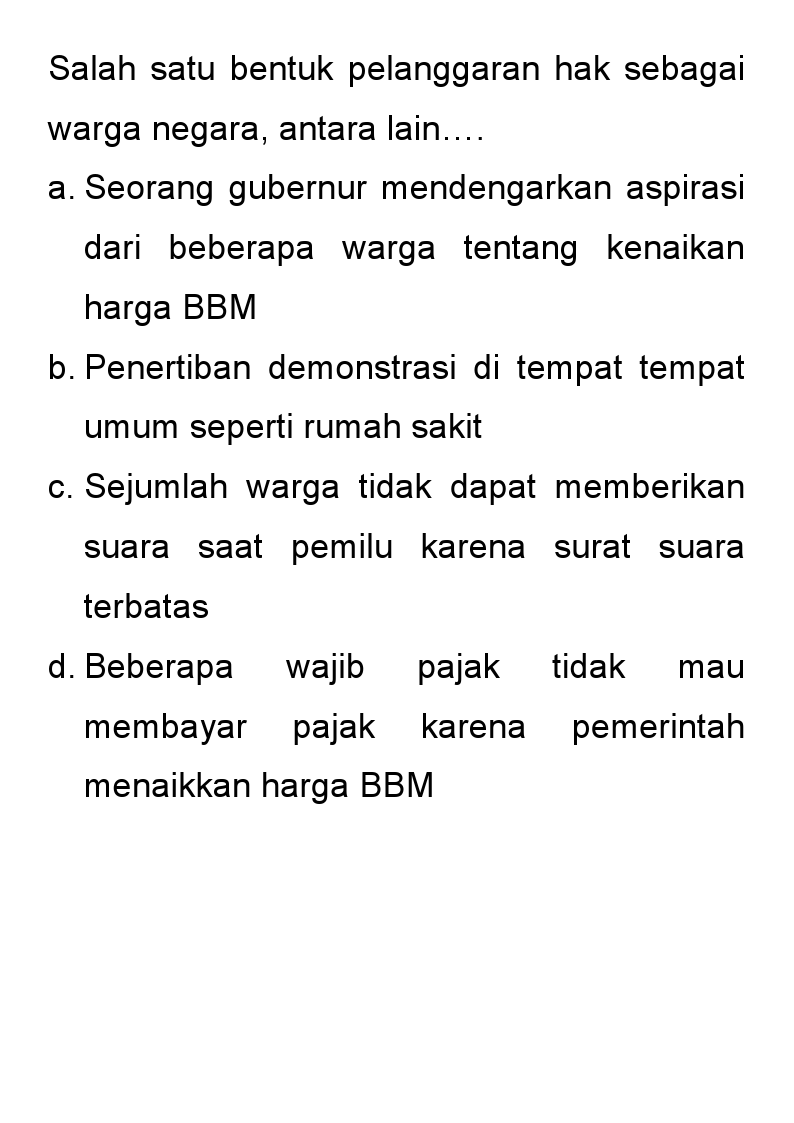 Salah satu bentuk pelanggaran hak sebagai
warga negara, antara lain….
a. Seorang gubernur mendengarkan aspirasi
dari beberapa warga tentang kenaikan
harga BBM
b. Penertiban demonstrasi di tempat tempat
umum seperti rumah sakit
c. Sejumlah warga tidak dapat memberikan
suara saat pemilu karena surat suara
terbatas
d. Beberapa wajib pajak tidak mau
membayar pajak karena pemerintah
menaikkan harga BBM